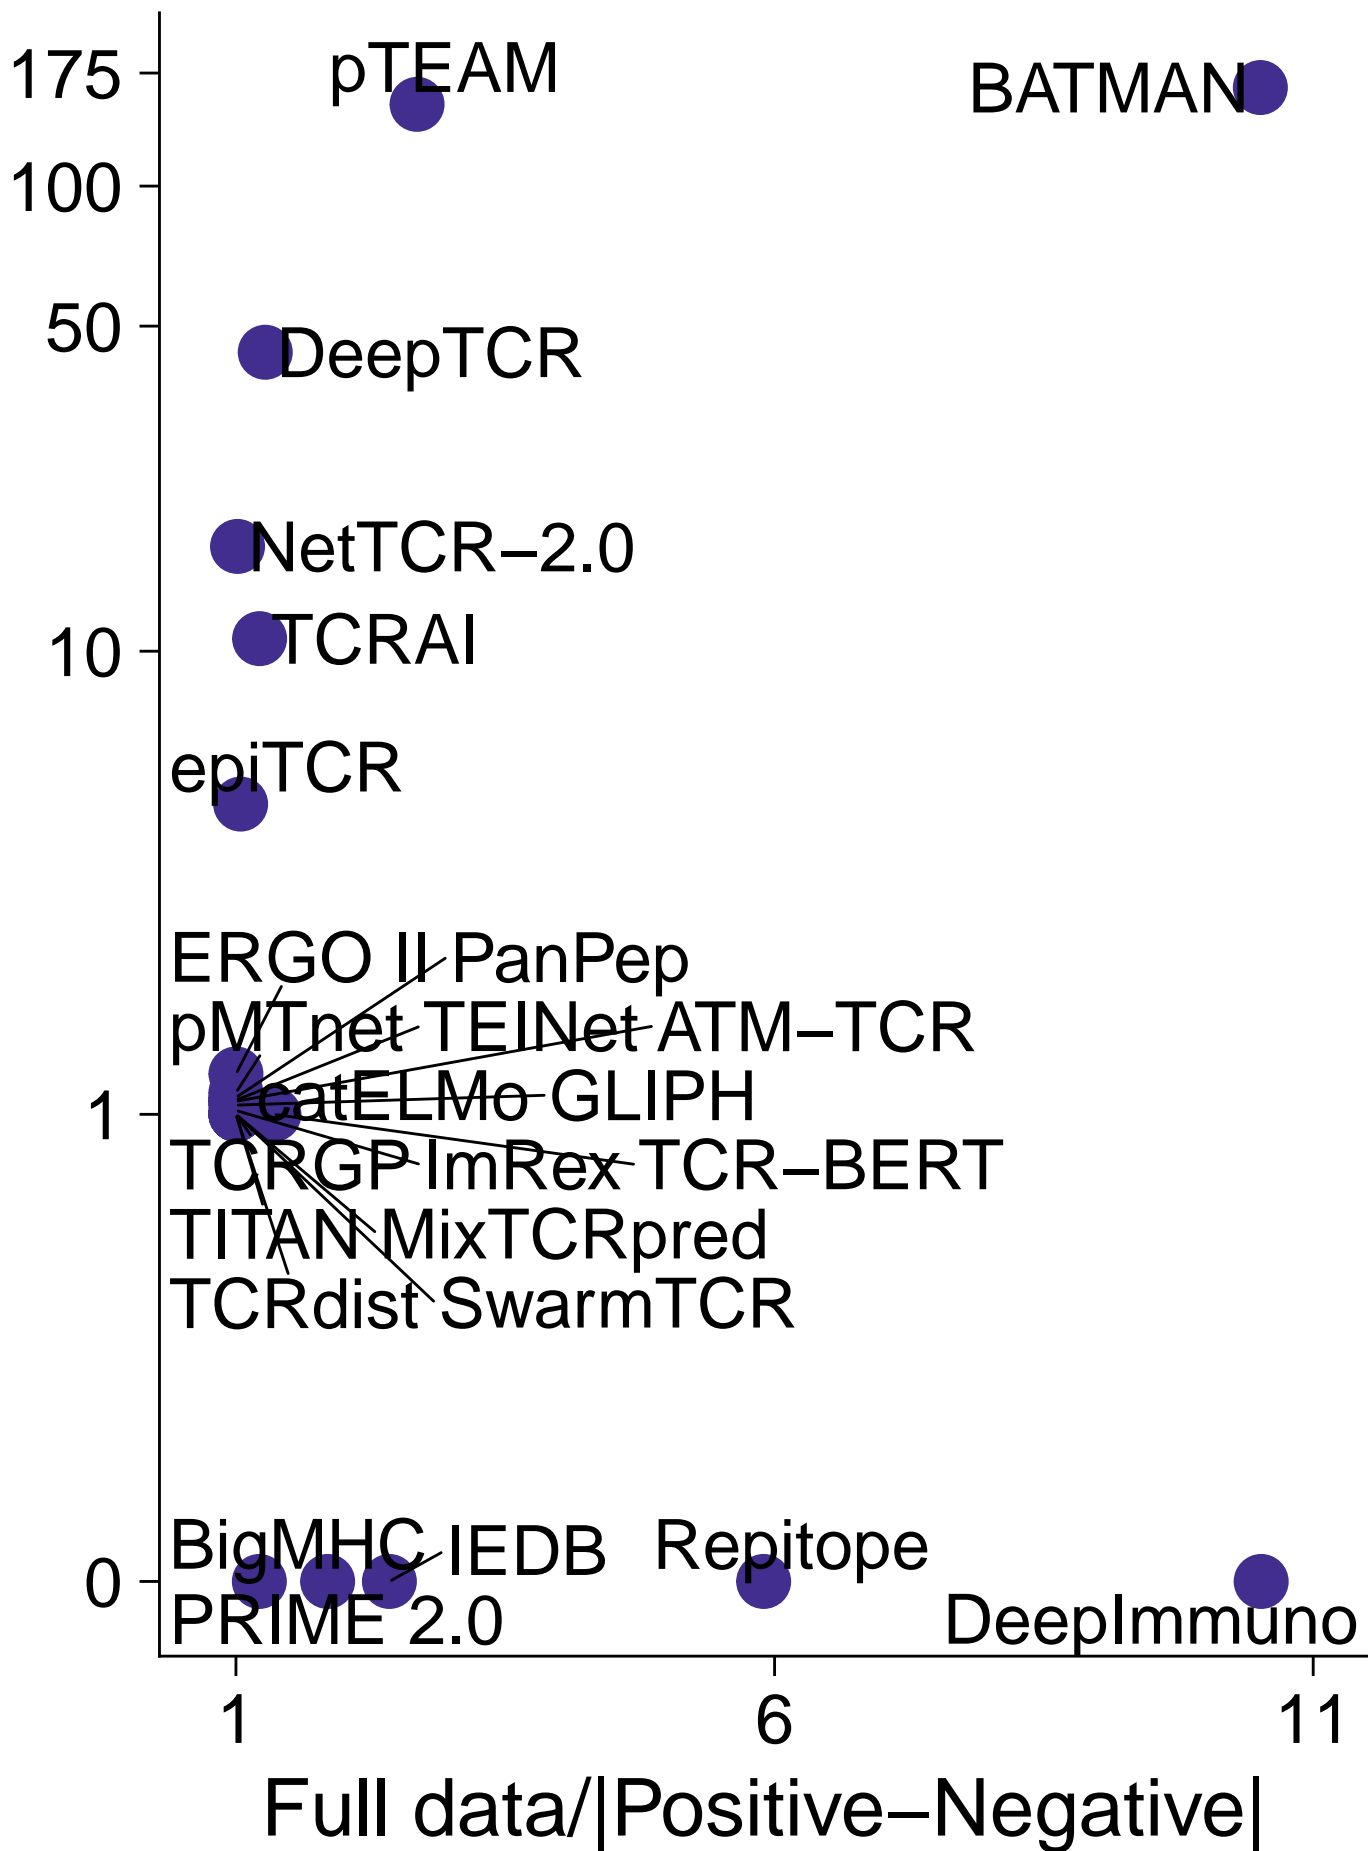 175
pTEAM
BATMAN
100
50
DeepTCR
NetTCR–2.0
TCRAI
10
epiTCR
ERGO II PanPep
pMTnet TEINet ATM–TCR
1
catELMo GLIPH
TCRGP ImRex TCR–BERT
TITAN MixTCRpred
TCRdist SwarmTCR
BigMHC IEDB Repitope
0
PRIME 2.0 DeepImmuno
1 6 11
Full data/|Positive–Negative|